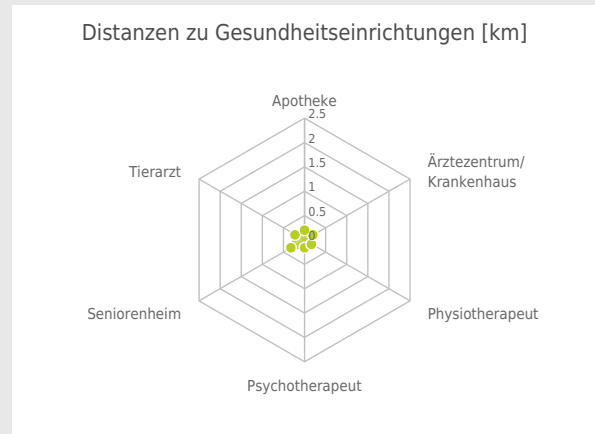 Distanzen zu Gesundheitseinrichtungen [km]
Apotheke
2.5
2
1.5
1
0.5
0
Ärztezentrum/
Krankenhaus
Physiotherapeut
Psychotherapeut
Seniorenheim
Tierarzt